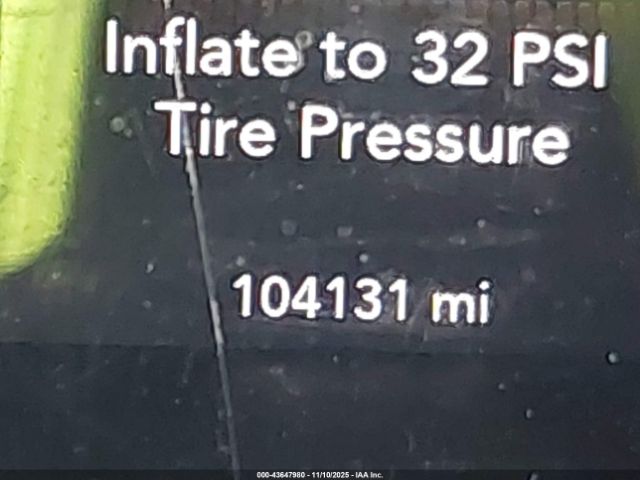 Inflate to 32 PSI
Tire Pressure
104131 mi
000-43647980 - 11/10/2025 - IAA Inc.